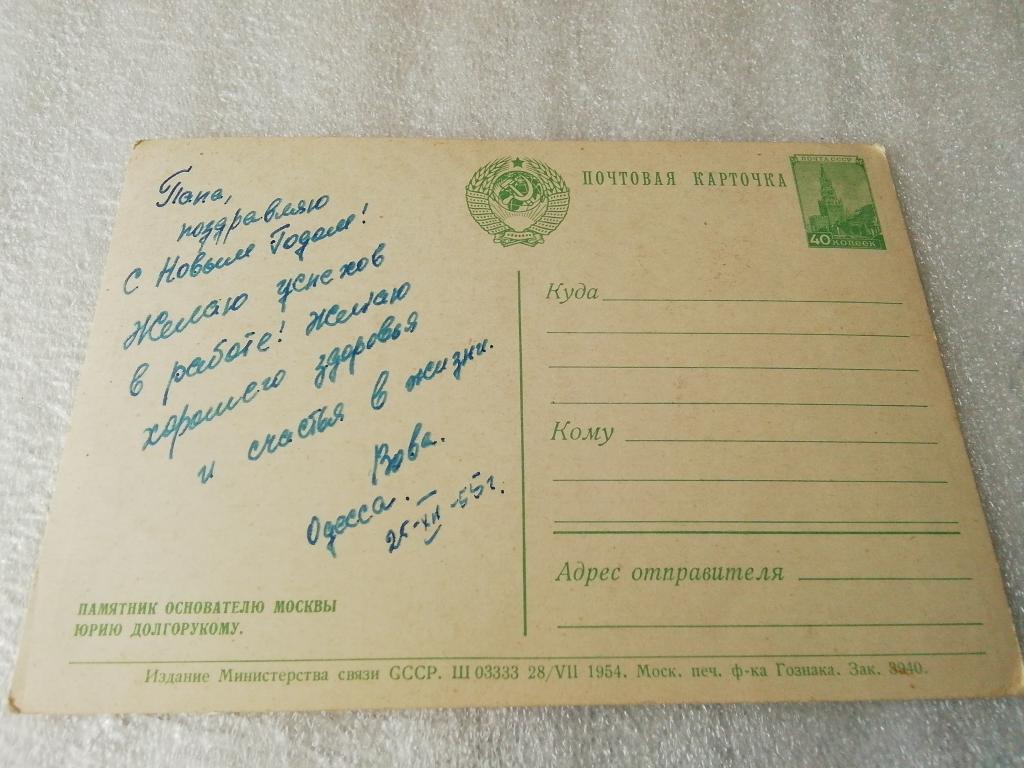 Папа,
поздравляю
с Новым Годом!
Желаю успехов
в работе! Желаю
хорошего здоровья
и счастья в жизни.
Вова.
Одесса.
25-XII-55г.
ПАМЯТНИК ОСНОВАТЕЛЮ МОСКВЫ
ЮРИЮ ДОЛГОРУКОМУ.
ПОЧТОВАЯ КАРТОЧКА
ПОЧТА СССР
40 КОПЕЕК
Куда
Кому
Адрес отправителя
Издание Министерства связи СССР. Ш 03333 28/VII 1954. Моск. печ. ф-ка Гознака. Зак. 3940.